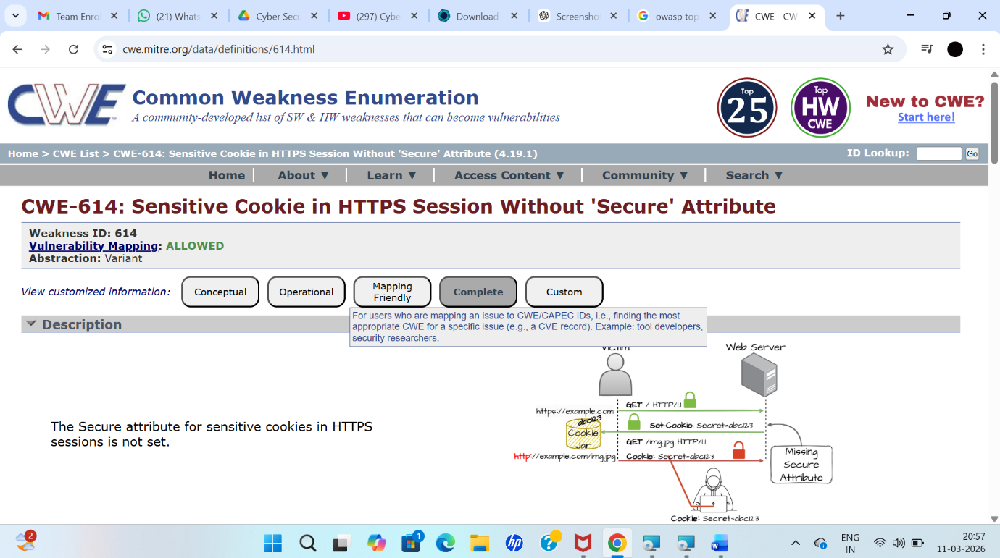 Team Enro
(21) Whats
Cyber Secu
(297) Cybe
Download
Screensho
owasp top
CWE - CW
cwe.mitre.org/data/definitions/614.html
CWE
Common Weakness Enumeration
A community-developed list of SW & HW weaknesses that can become vulnerabilities
Top
25
Top
HW
CWE
New to CWE?
Start here!
Home > CWE List > CWE-614: Sensitive Cookie in HTTPS Session Without 'Secure' Attribute (4.19.1)
ID Lookup:
Go
Home
About ▼
Learn ▼
Access Content ▼
Community ▼
Search ▼
CWE-614: Sensitive Cookie in HTTPS Session Without 'Secure' Attribute
Weakness ID: 614
Vulnerability Mapping: ALLOWED
Abstraction: Variant
View customized information:
Conceptual
Operational
Mapping
Friendly
Complete
Custom
For users who are mapping an issue to CWE/CAPEC IDs, i.e., finding the most
appropriate CWE for a specific issue (e.g., a CVE record). Example: tool developers,
security researchers.
Description
The Secure attribute for sensitive cookies in HTTPS
sessions is not set.
Victim
Web Server
GET / HTTP/1.1
https://example.com
abc123
Cookie
Jar
Set-Cookie: Secret=abc123
GET /img.jpg HTTP/1.1
http://example.com/img.jpg
Cookie: Secret=abc123
Missing
Secure
Attribute
Cookie: Secret=abc123
2
1
hp
ENG
IN
20:57
11-03-2026